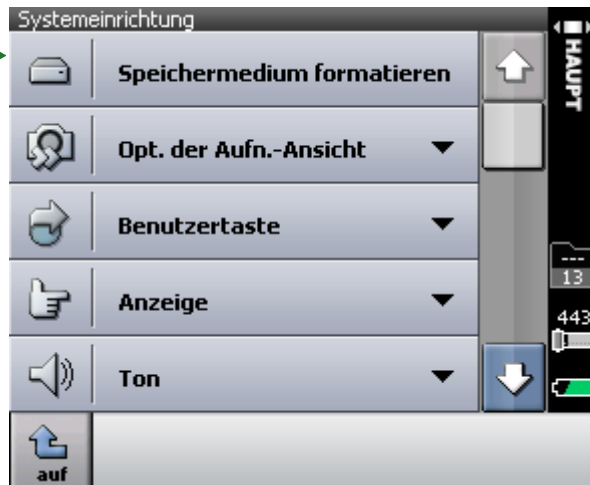 Systemeinrichtung
Speichermedium formatieren
Opt. der Aufn.-Ansicht
Benutzertaste
Anzeige
Ton
auf
HAUPT
---
13
443